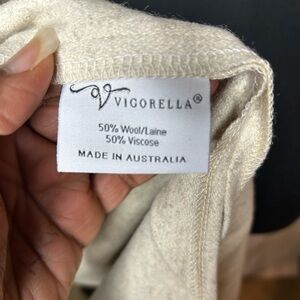 VIGORELLA®
50% Wool/Laine
50% Viscose
MADE IN AUSTRALIA